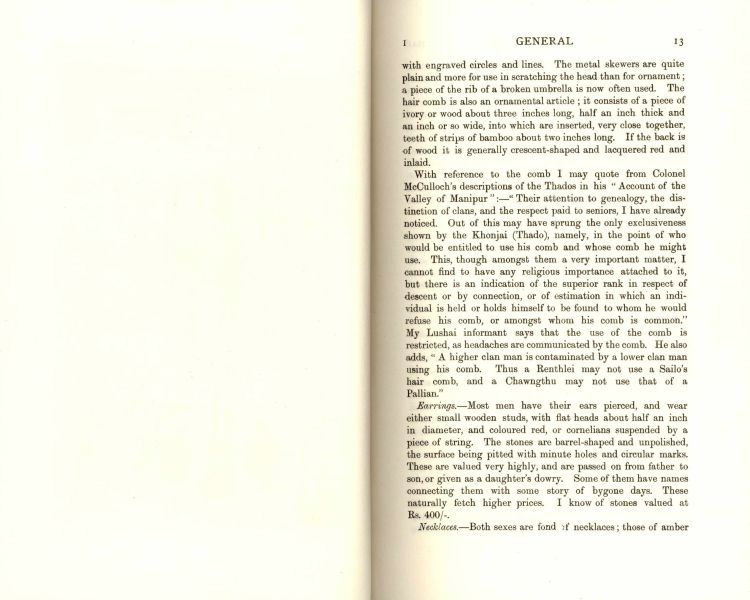 I GENERAL 13
with engraved circles and lines. The metal skewers are quite
plain and more for use in scratching the head than for ornament ;
a piece of the rib of a broken umbrella is now often used. The
hair comb is also an ornamental article ; it consists of a piece of
ivory or wood about three inches long, half an inch thick and
an inch or so wide, into which are inserted, very close together,
teeth of strips of bamboo about two inches long. If the back is
of wood it is generally crescent-shaped and lacquered red and
inlaid.
With reference to the comb I may quote from Colonel
McCulloch's descriptions of the Thados in his "Account of the
Valley of Manipur":—"Their attention to genealogy, the dis-
tinction of clans, and the respect paid to seniors, I have already
noticed. Out of this may have sprung the only exclusiveness
shown by the Khonjai (Thado), namely, in the point of who
would be entitled to use his comb and whose comb he might
use. This, though amongst them a very important matter, I
cannot find to have any religious importance attached to it,
but there is an indication of the superior rank in respect of
descent or by connection, or of estimation in which an indi-
vidual is held or holds himself to be found to whom he would
refuse his comb, or amongst whom his comb is common."
My Lushai informant says that the use of the comb is
restricted, as headaches are communicated by the comb. He also
adds, "A higher clan man is contaminated by a lower clan man
using his comb. Thus a Renthlei may not use a Sailo's
hair comb, and a Chawngthu may not use that of a
Pallian."
Earrings.—Most men have their ears pierced, and wear
either small wooden studs, with flat heads about half an inch
in diameter, and coloured red, or cornelians suspended by a
piece of string. The stones are barrel-shaped and unpolished,
the surface being pitted with minute holes and circular marks.
These are valued very highly, and are passed on from father to
son, or given as a daughter's dowry. Some of them have names
connecting them with some story of bygone days. These
naturally fetch higher prices. I know of stones valued at
Rs. 400/-.
Necklaces.—Both sexes are fond of necklaces ; those of amber